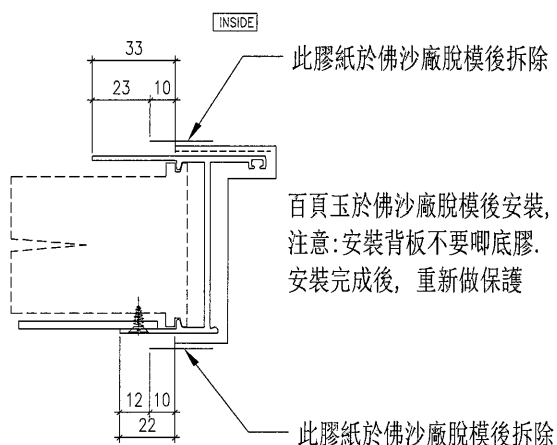 INSIDE
33
此膠紙於佛沙廠脫模後拆除
23 10
百頁玉於佛沙廠脫模後安裝,
注意:安裝背板不要唧底膠.
安裝完成後, 重新做保護
12 10
22
此膠紙於佛沙廠脫模後拆除